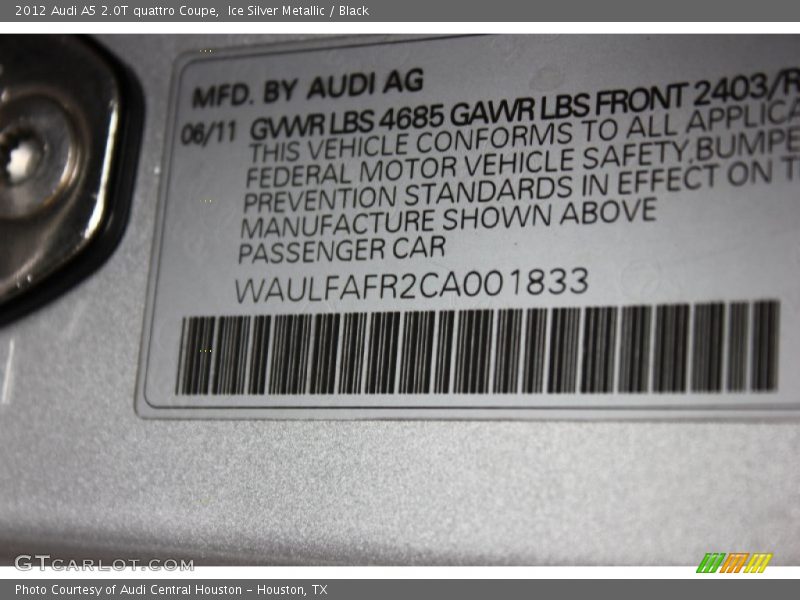 2012 Audi A5 2.0T quattro Coupe,  Ice Silver Metallic / Black
MFD. BY AUDI AG
06/11 GVWR LBS 4685 GAWR LBS FRONT 2403/R
THIS VEHICLE CONFORMS TO ALL APPLICA
FEDERAL MOTOR VEHICLE SAFETY,BUMPE
PREVENTION STANDARDS IN EFFECT ON T
MANUFACTURE SHOWN ABOVE
PASSENGER CAR
WAULFAFR2CA001833
GTCARLOT.COM
Photo Courtesy of Audi Central Houston - Houston, TX